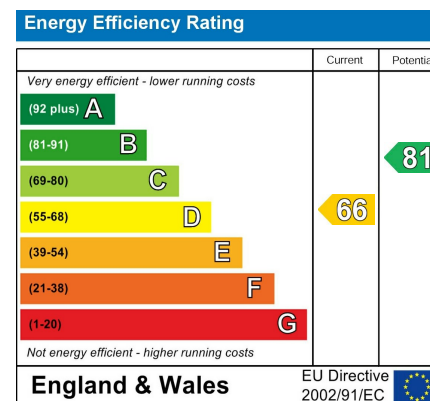 Energy Efficiency Rating
Current Potentia
Very energy efficient - lower running costs
(92 plus) A
(81-91) B
(69-80) C
(55-68) D
(39-54) E
(21-38) F
(1-20) G
66
81
Not energy efficient - higher running costs
England & Wales
EU Directive
2002/91/EC